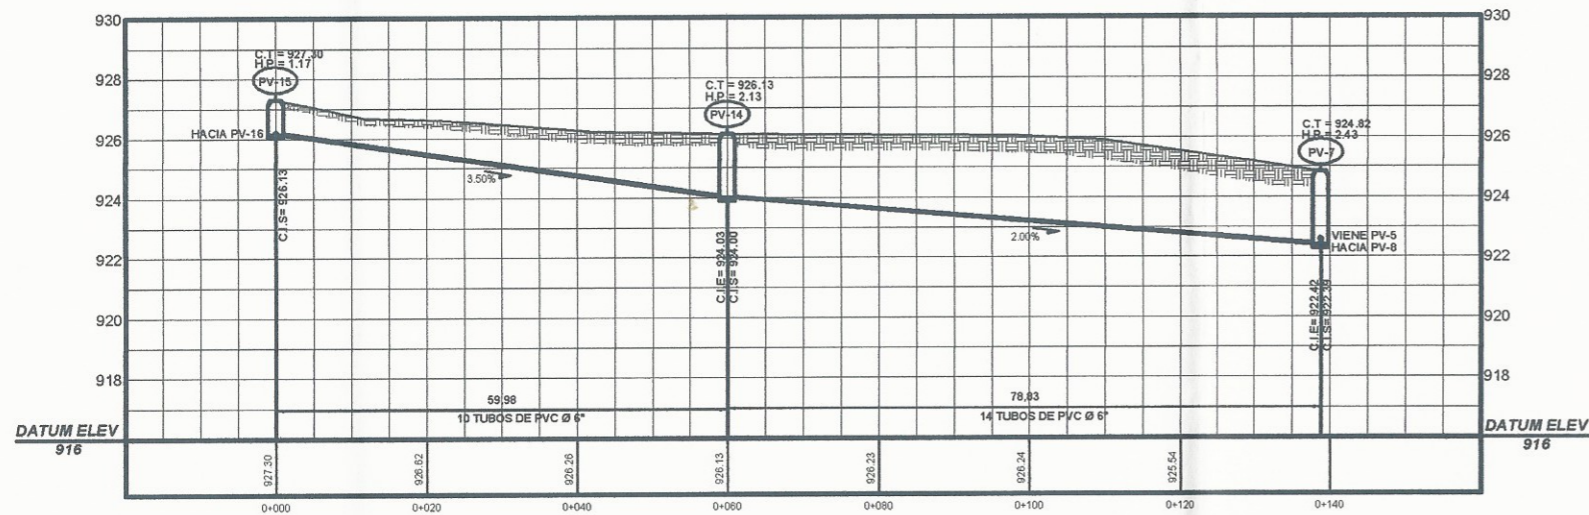 930
930
C.T = 927.30
H.P = 1.17
PV-15
928
928
C.T = 926.13
H.P = 2.13
PV-14
C.T = 924.82
H.P = 2.43
PV-7
926
926
HACIA PV-16
3.50%
924
924
C.I.S= 926.13
2.00%
VIENE PV-5
HACIA PV-8
922
922
C.I.E= 924.03
C.I.S= 924.00
C.I.E= 922.42
C.I.S= 922.39
920
920
918
918
59,98
10 TUBOS DE PVC Ø 6"
78,83
14 TUBOS DE PVC Ø 6"
DATUM ELEV
916
DATUM ELEV
916
927.30
926.62
926.26
926.13
926.23
926.24
925.54
0+000
0+020
0+040
0+060
0+080
0+100
0+120
0+140